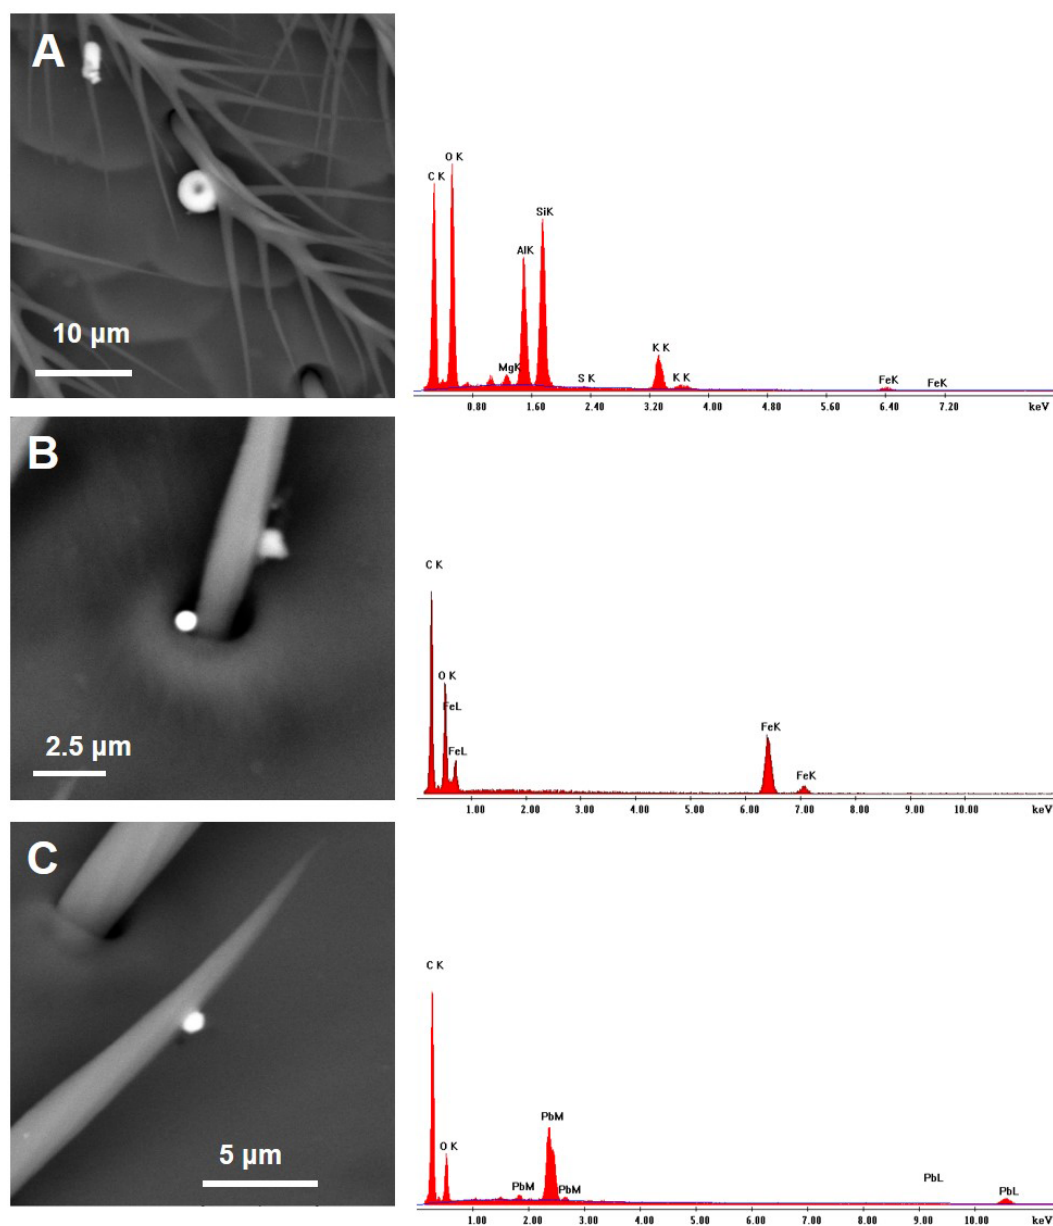 A
10 µm
C K
O K
MgK
AlK
SiK
S K
K K
K K
FeK
FeK
0.80 1.60 2.40 3.20 4.00 4.80 5.60 6.40 7.20 keV
B
2.5 µm
C K
O K
FeL
FeL
FeK
FeK
1.00 2.00 3.00 4.00 5.00 6.00 7.00 8.00 9.00 10.00 keV
C
5 µm
C K
O K
PbM
PbM
PbM
PbL
PbL
1.00 2.00 3.00 4.00 5.00 6.00 7.00 8.00 9.00 10.00 keV